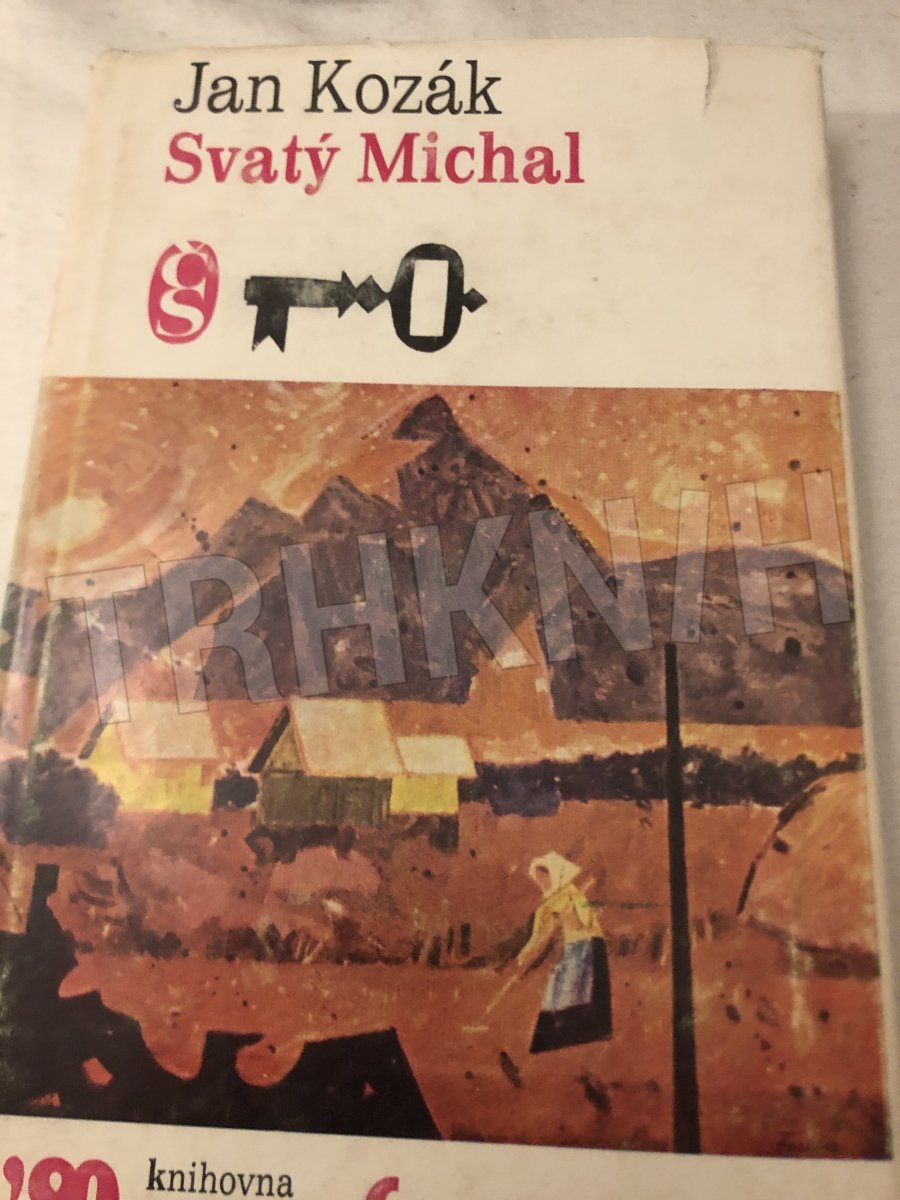 Jan Kozák
Svatý Michal
čs
TRHKNIH
knihovna